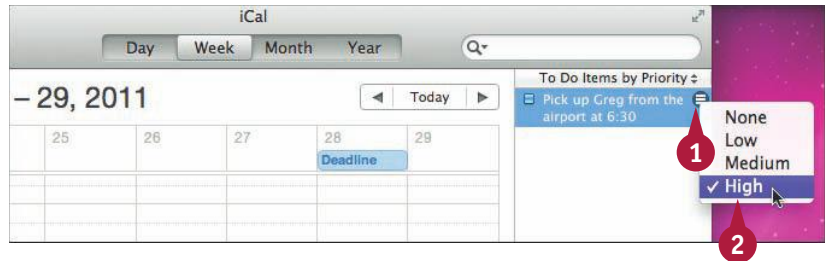 iCal
Day Week Month Year
To Do Items by Priority
– 29, 2011
Today
Pick up Greg from the
airport at 6:30
25 26 27 28 29
Deadline
None
Low
Medium
✓ High
1
2